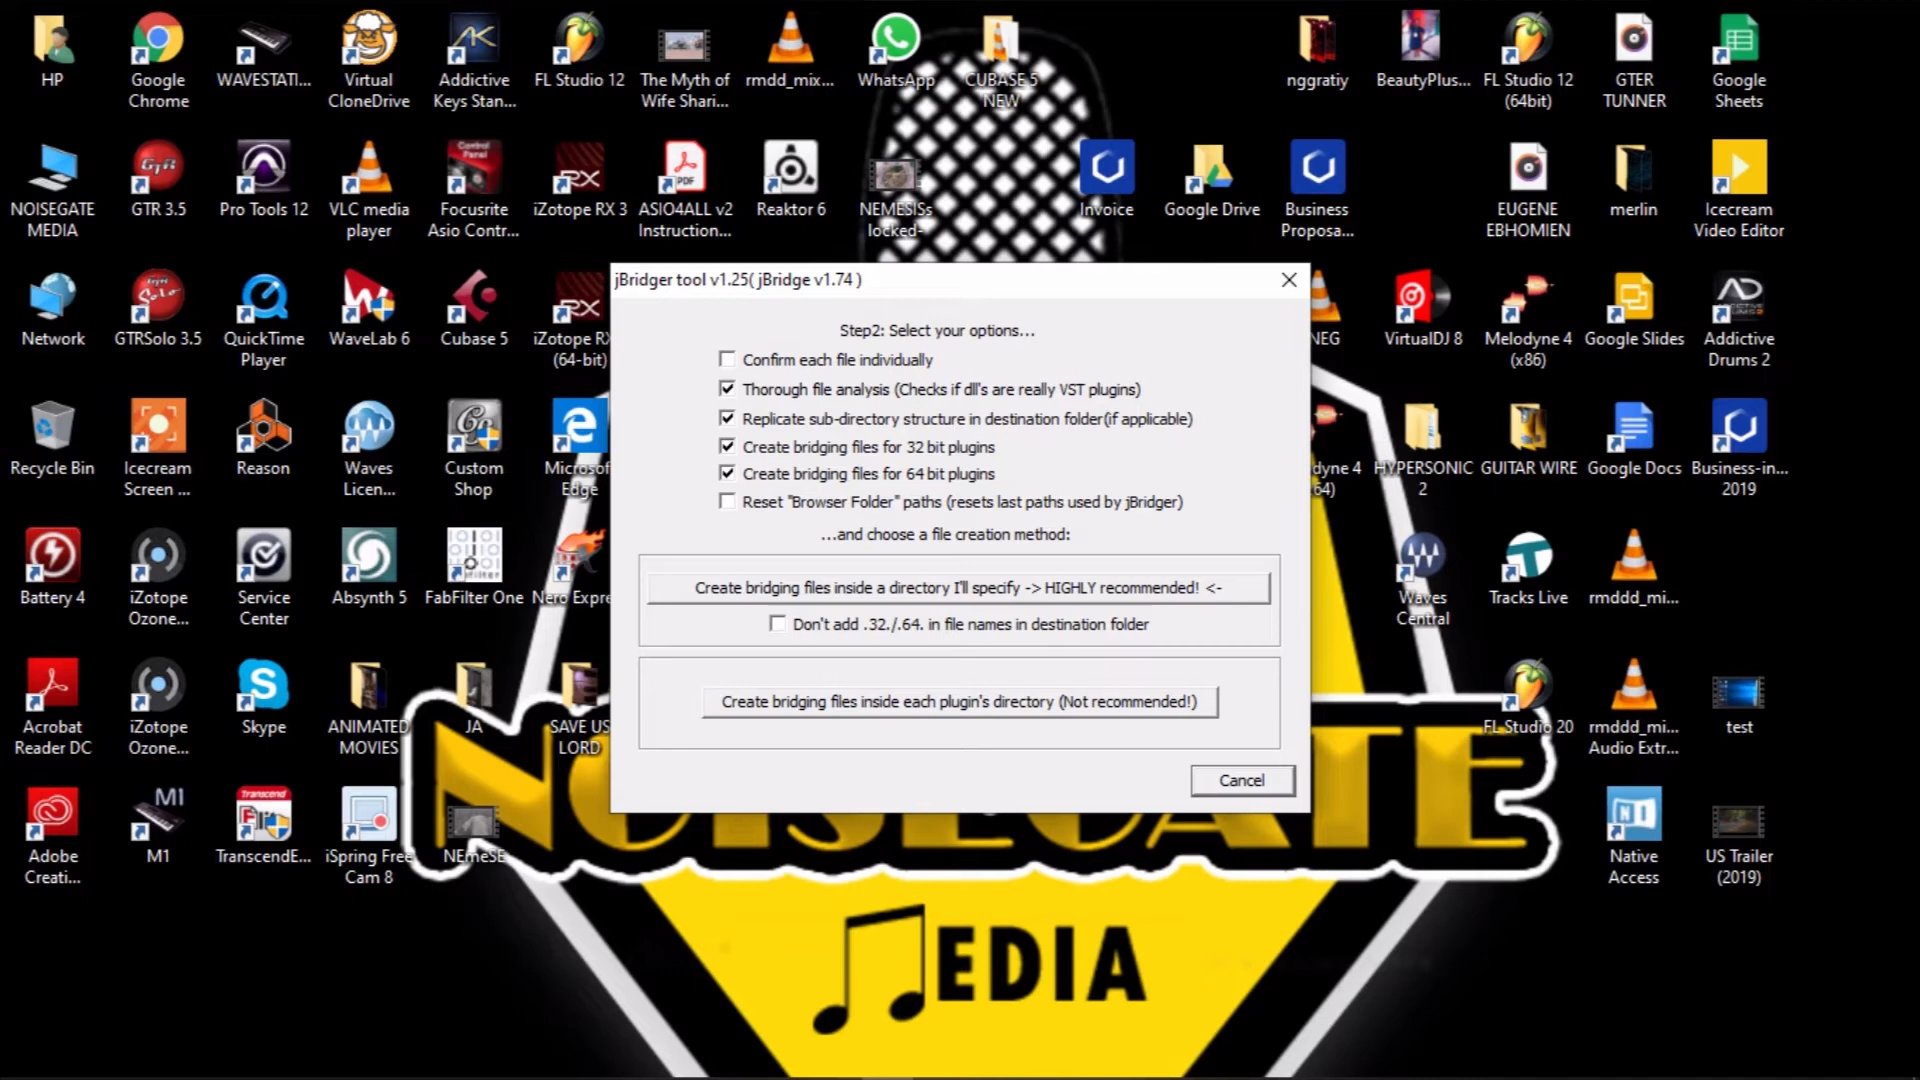 HP
Google
Chrome
WAVESTATI...
Virtual
CloneDrive
Addictive
Keys Stan...
FL Studio 12
The Myth of
Wife Shari...
rmdd_mix...
WhatsApp
CUBASE 5
NEW
nggratiy
BeautyPlus...
FL Studio 12
(64bit)
GTER
TUNNER
Google
Sheets
NOISEGATE
MEDIA
GTR 3.5
Pro Tools 12
VLC media
player
Control
Panel
Focusrite
Asio Contr...
RX
iZotope RX 3
PDF
ASIO4ALL v2
Instruction...
Reaktor 6
NEMESISs
locked-
Invoice
Google Drive
Business
Proposa...
EUGENE
EBHOMIEN
merlin
Icecream
Video Editor
Network
GTRSolo 3.5
QuickTime
Player
WaveLab 6
Cubase 5
RX
iZotope RX
(64-bit)
NEG
VirtualDJ 8
Melodyne 4
(x86)
Google Slides
AD
Addictive
Drums 2
jBridger tool v1.25( jBridge v1.74 )
Step2: Select your options...
Confirm each file individually
Thorough file analysis (Checks if dll's are really VST plugins)
Replicate sub-directory structure in destination folder(if applicable)
Create bridging files for 32 bit plugins
Create bridging files for 64 bit plugins
Reset "Browser Folder" paths (resets last paths used by jBridger)
...and choose a file creation method:
Create bridging files inside a directory I'll specify -> HIGHLY recommended! <-
Don't add .32./.64. in file names in destination folder
Create bridging files inside each plugin's directory (Not recommended!)
Cancel
Recycle Bin
Icecream
Screen ...
Reason
Waves
Licen...
Custom
Shop
Microsof
Edge
dyne 4
64)
HYPERSONIC
2
GUITAR WIRE
Google Docs
Business-in...
2019
Battery 4
iZotope
Ozone...
Service
Center
Absynth 5
FabFilter One
Nero Expre
Waves
Central
Tracks Live
rmddd_mi...
Acrobat
Reader DC
iZotope
Ozone...
Skype
ANIMATED
MOVIES
JA
SAVE US
LORD
FL Studio 20
rmddd_mi...
Audio Extr...
test
Adobe
Creati...
M1
M1
Transcend
TranscendE...
iSpring Free
Cam 8
NEmeSE
NI
Native
Access
US Trailer
(2019)
NOISEGATE
MEDIA